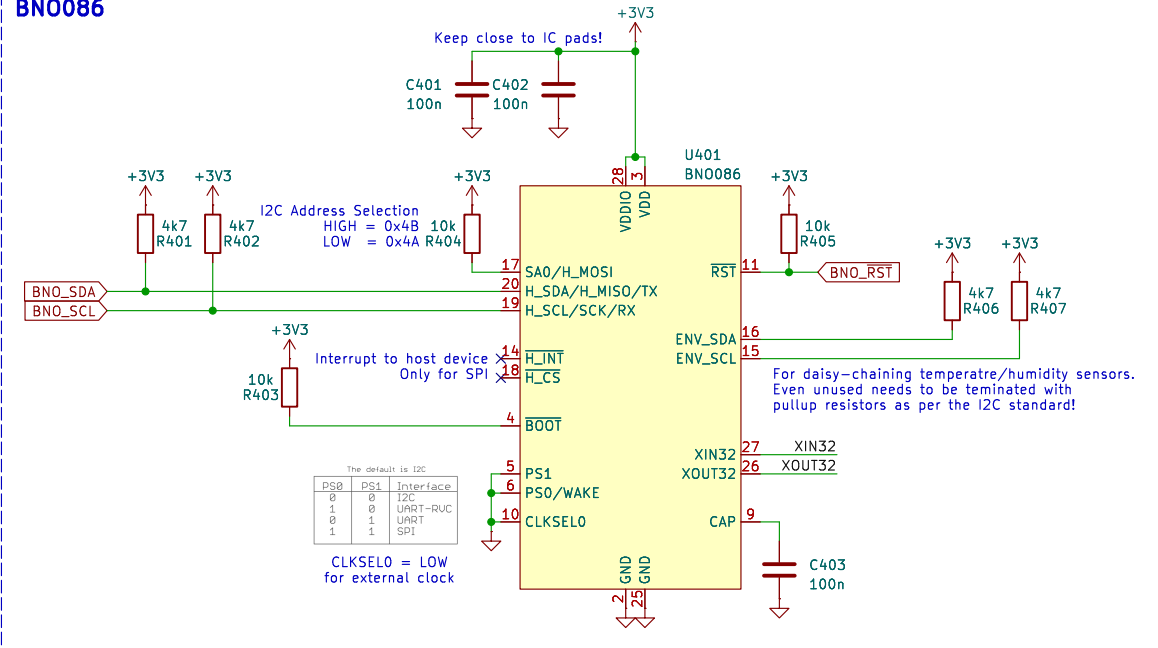 BNO086
+3V3
Keep close to IC pads!
C401
100n
C402
100n
U401
BNO086
+3V3
4k7
R401
+3V3
4k7
R402
I2C Address Selection
HIGH = 0x4B
LOW = 0x4A
+3V3
10k
R404
28
3
VDDIO
VDD
+3V3
10k
R405
17
SA0/H_MOSI
20
H_SDA/H_MISO/TX
19
H_SCL/SCK/RX
BNO_SDA
BNO_SCL
RST
11
BNO_RST
+3V3
4k7
R406
+3V3
4k7
R407
+3V3
10k
R403
Interrupt to host device
Only for SPI
14
H_INT
18
H_CS
4
BOOT
ENV_SDA
16
ENV_SCL
15
For daisy-chaining temperatre/humidity sensors.
Even unused needs to be teminated with
pullup resistors as per the I2C standard!
XIN32
27
XIN32
XOUT32
26
XOUT32
The default is I2C
PS0 PS1 Interface
0 0 I2C
1 0 UART-RVC
0 1 UART
1 1 SPI
5
PS1
6
PS0/WAKE
10
CLKSEL0
CLKSEL0 = LOW
for external clock
CAP
9
C403
100n
GND
GND
2
25